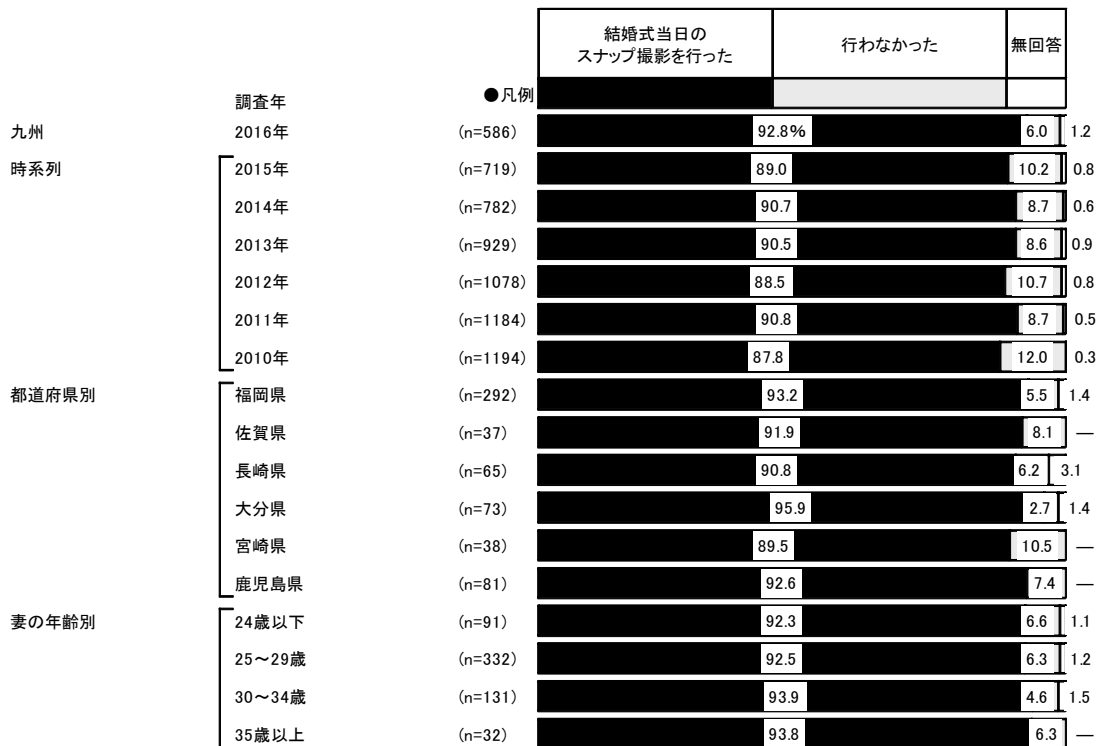 結婚式当日の
スナップ撮影を行った
行わなかった
無回答
調査年 ●凡例
九州 2016年 (n=586) 92.8% 6.0 1.2
時系列 2015年 (n=719) 89.0 10.2 0.8
2014年 (n=782) 90.7 8.7 0.6
2013年 (n=929) 90.5 8.6 0.9
2012年 (n=1078) 88.5 10.7 0.8
2011年 (n=1184) 90.8 8.7 0.5
2010年 (n=1194) 87.8 12.0 0.3
都道府県別 福岡県 (n=292) 93.2 5.5 1.4
佐賀県 (n=37) 91.9 8.1 ―
長崎県 (n=65) 90.8 6.2 3.1
大分県 (n=73) 95.9 2.7 1.4
宮崎県 (n=38) 89.5 10.5 ―
鹿児島県 (n=81) 92.6 7.4 ―
妻の年齢別 24歳以下 (n=91) 92.3 6.6 1.1
25～29歳 (n=332) 92.5 6.3 1.2
30～34歳 (n=131) 93.9 4.6 1.5
35歳以上 (n=32) 93.8 6.3 ―